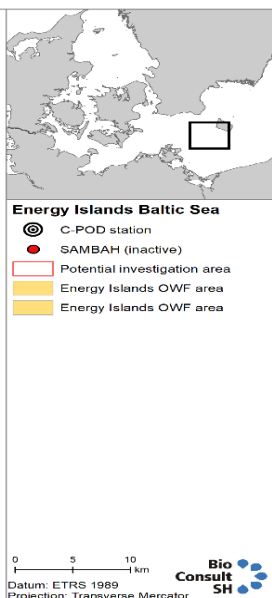 Energy Islands Baltic Sea
C-POD station
SAMBAH (inactive)
Potential investigation area
Energy Islands OWF area
Energy Islands OWF area
0 5 10
km
Bio
Consult
SH
Datum: ETRS 1989
Projection: Transverse Mercator